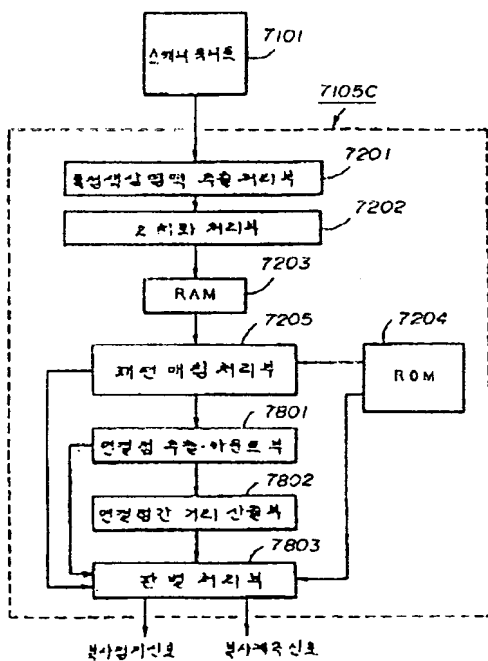 7101
스캐너 유니트
7105C
7201
특정색상영역 추출 처리부
7202
2 치화 처리부
7203
RAM
7205
7204
패턴 매칭 처리부
ROM
7801
연결점 추출·카운트부
7802
연결점간 거리 산출부
7803
판별 처리부
복사업지신호
복사계속신호